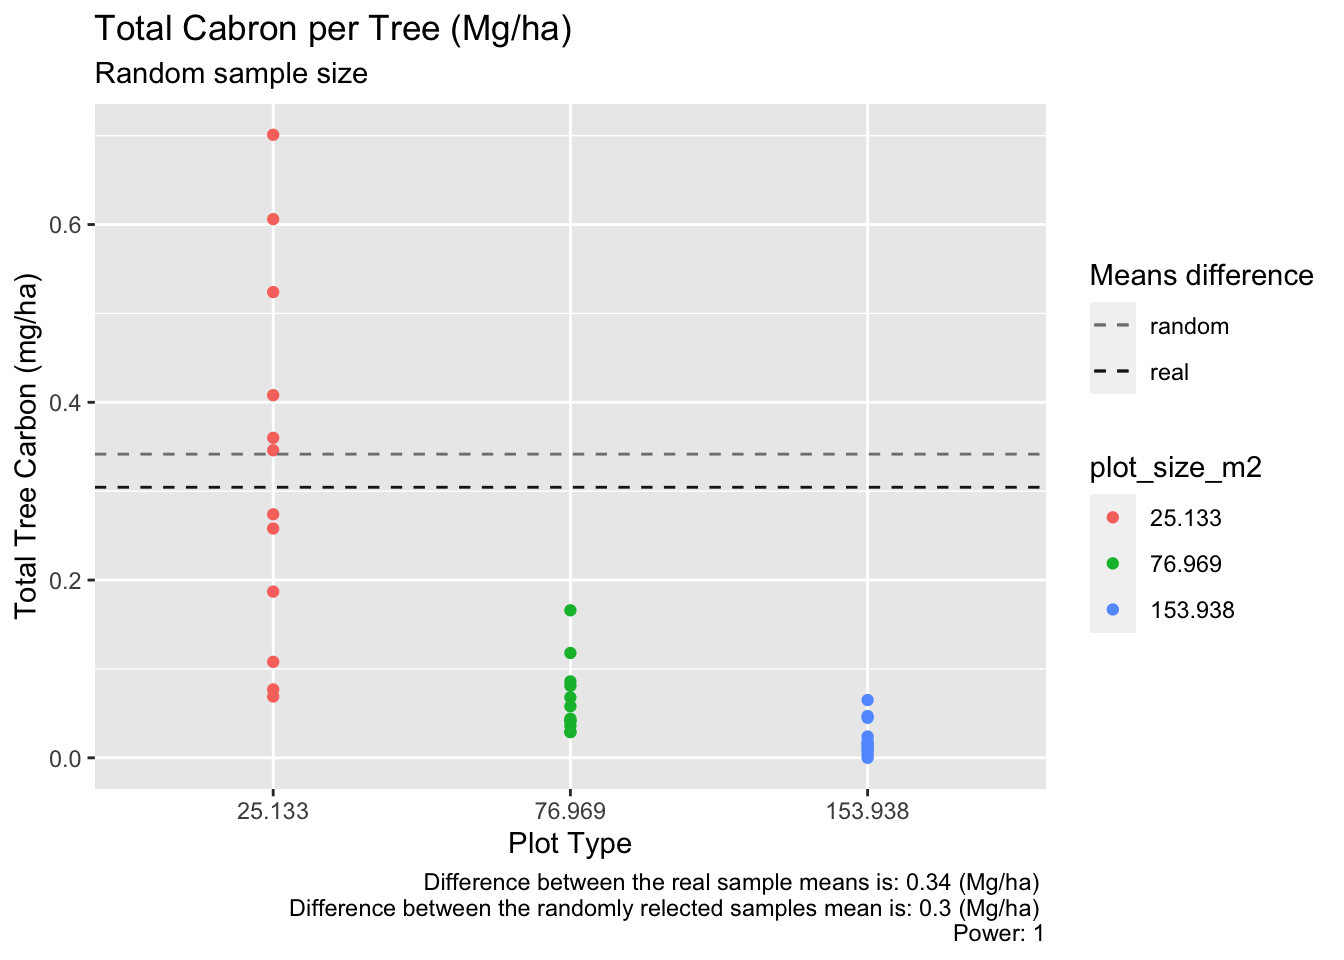 Total Cabron per Tree (Mg/ha)
Random sample size
Total Tree Carbon (mg/ha)
0.6
0.4
0.2
0.0
25.133
76.969
153.938
Plot Type
Means difference
random
real
plot_size_m2
25.133
76.969
153.938
Difference between the real sample means is: 0.34 (Mg/ha)
Difference between the randomly relected samples mean is: 0.3 (Mg/ha)
Power: 1